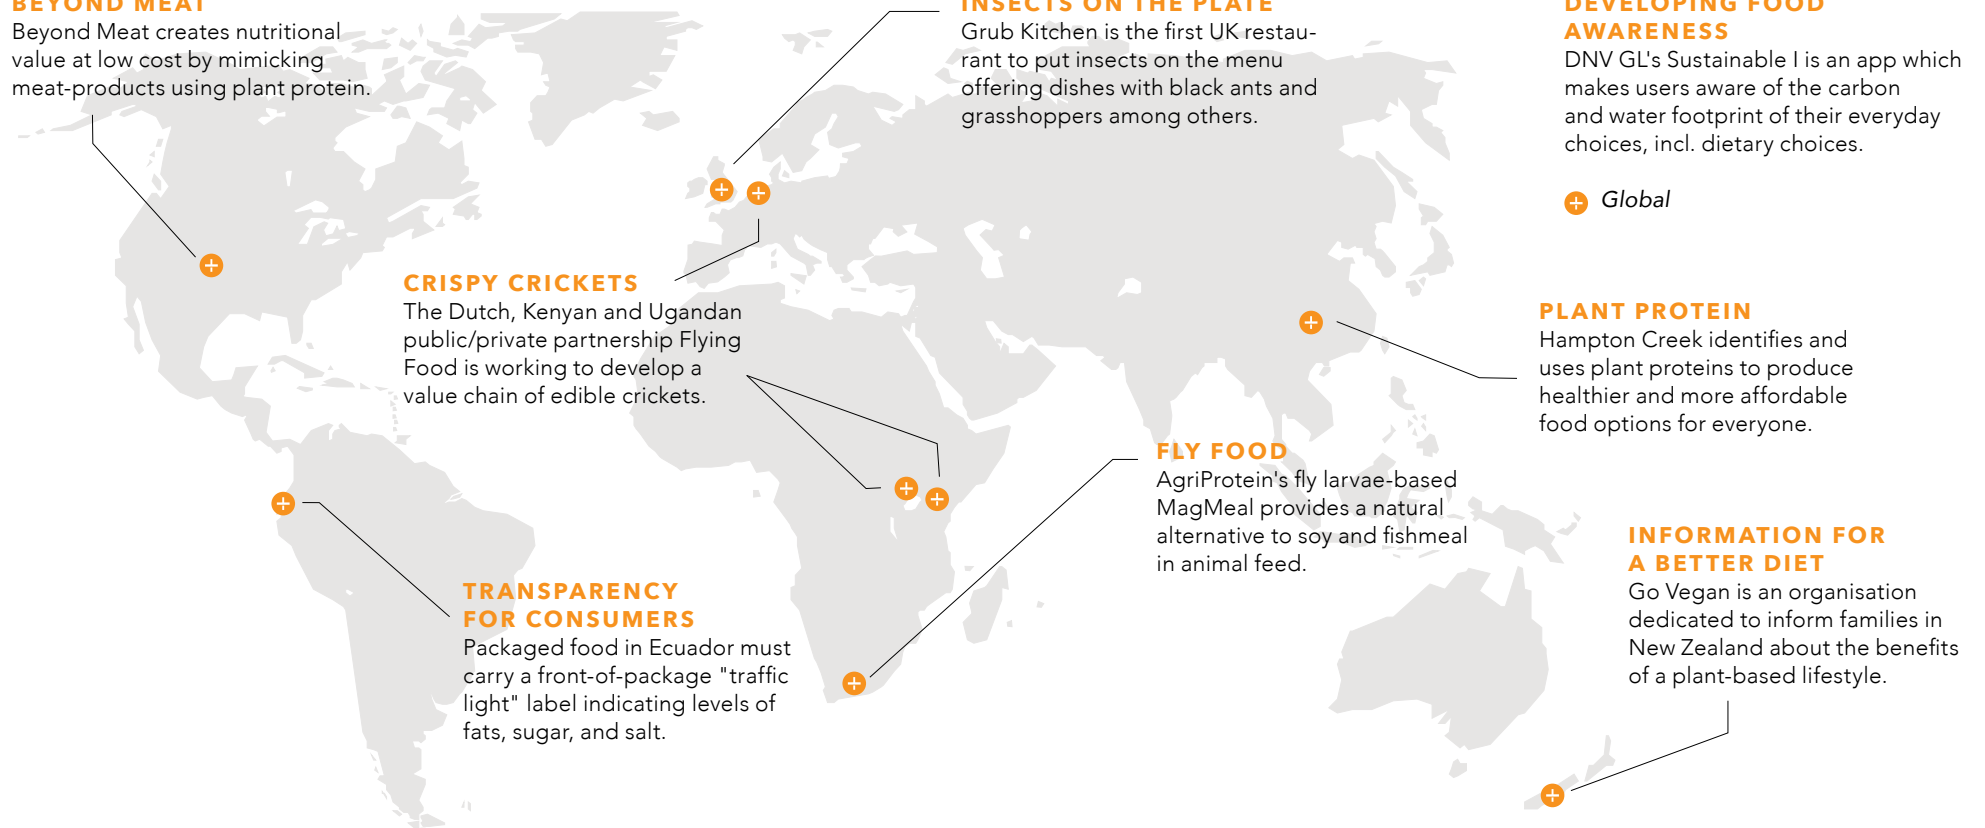 BEYOND MEAT
Beyond Meat creates nutritional
value at low cost by mimicking
meat-products using plant protein.
INSECTS ON THE PLATE
Grub Kitchen is the first UK restau-
rant to put insects on the menu
offering dishes with black ants and
grasshoppers among others.
DEVELOPING FOOD
AWARENESS
DNV GL's Sustainable I is an app which
makes users aware of the carbon
and water footprint of their everyday
choices, incl. dietary choices.
Global
CRISPY CRICKETS
The Dutch, Kenyan and Ugandan
public/private partnership Flying
Food is working to develop a
value chain of edible crickets.
PLANT PROTEIN
Hampton Creek identifies and
uses plant proteins to produce
healthier and more affordable
food options for everyone.
FLY FOOD
AgriProtein's fly larvae-based
MagMeal provides a natural
alternative to soy and fishmeal
in animal feed.
INFORMATION FOR
A BETTER DIET
Go Vegan is an organisation
dedicated to inform families in
New Zealand about the benefits
of a plant-based lifestyle.
TRANSPARENCY
FOR CONSUMERS
Packaged food in Ecuador must
carry a front-of-package "traffic
light" label indicating levels of
fats, sugar, and salt.